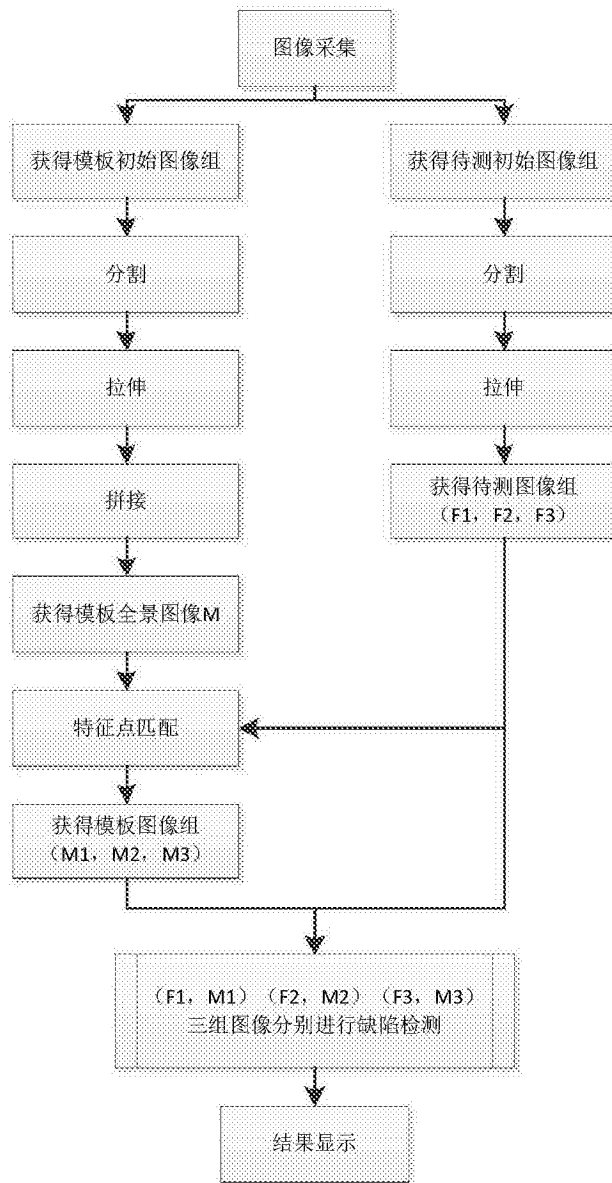 图像采集
获得模板初始图像组
获得待测初始图像组
分割
分割
拉伸
拉伸
拼接
获得待测图像组
（F1，F2，F3）
获得模板全景图像M
特征点匹配
获得模板图像组
（M1，M2，M3）
（F1，M1）（F2，M2）（F3，M3）
三组图像分别进行缺陷检测
结果显示